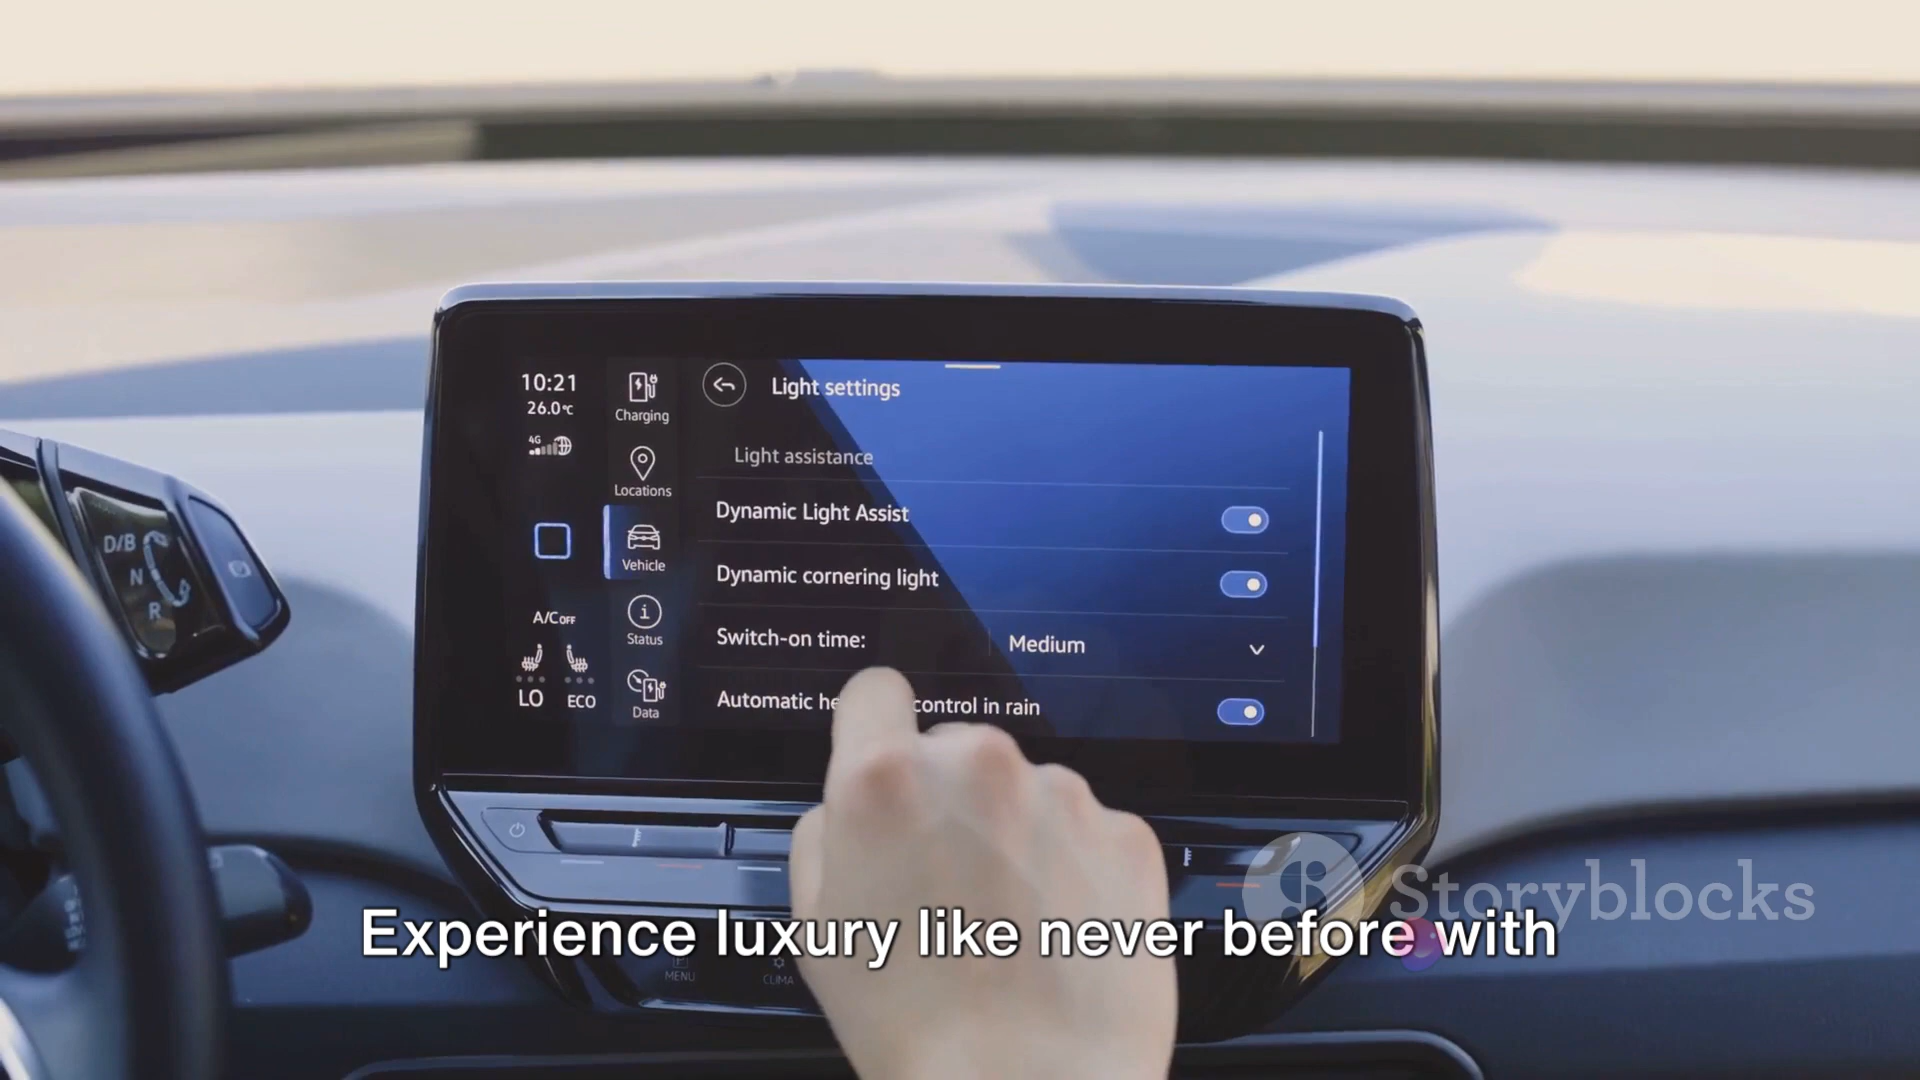 10:21
26.0°C
4G
Charging
Locations
Vehicle
Status
Data
A/C OFF
LO
ECO
Light settings
Light assistance
Dynamic Light Assist
Dynamic cornering light
Switch-on time:
Medium
Automatic he control in rain
D/B
N
R
MENU
CLIMA
Storyblocks
Experience luxury like never before with